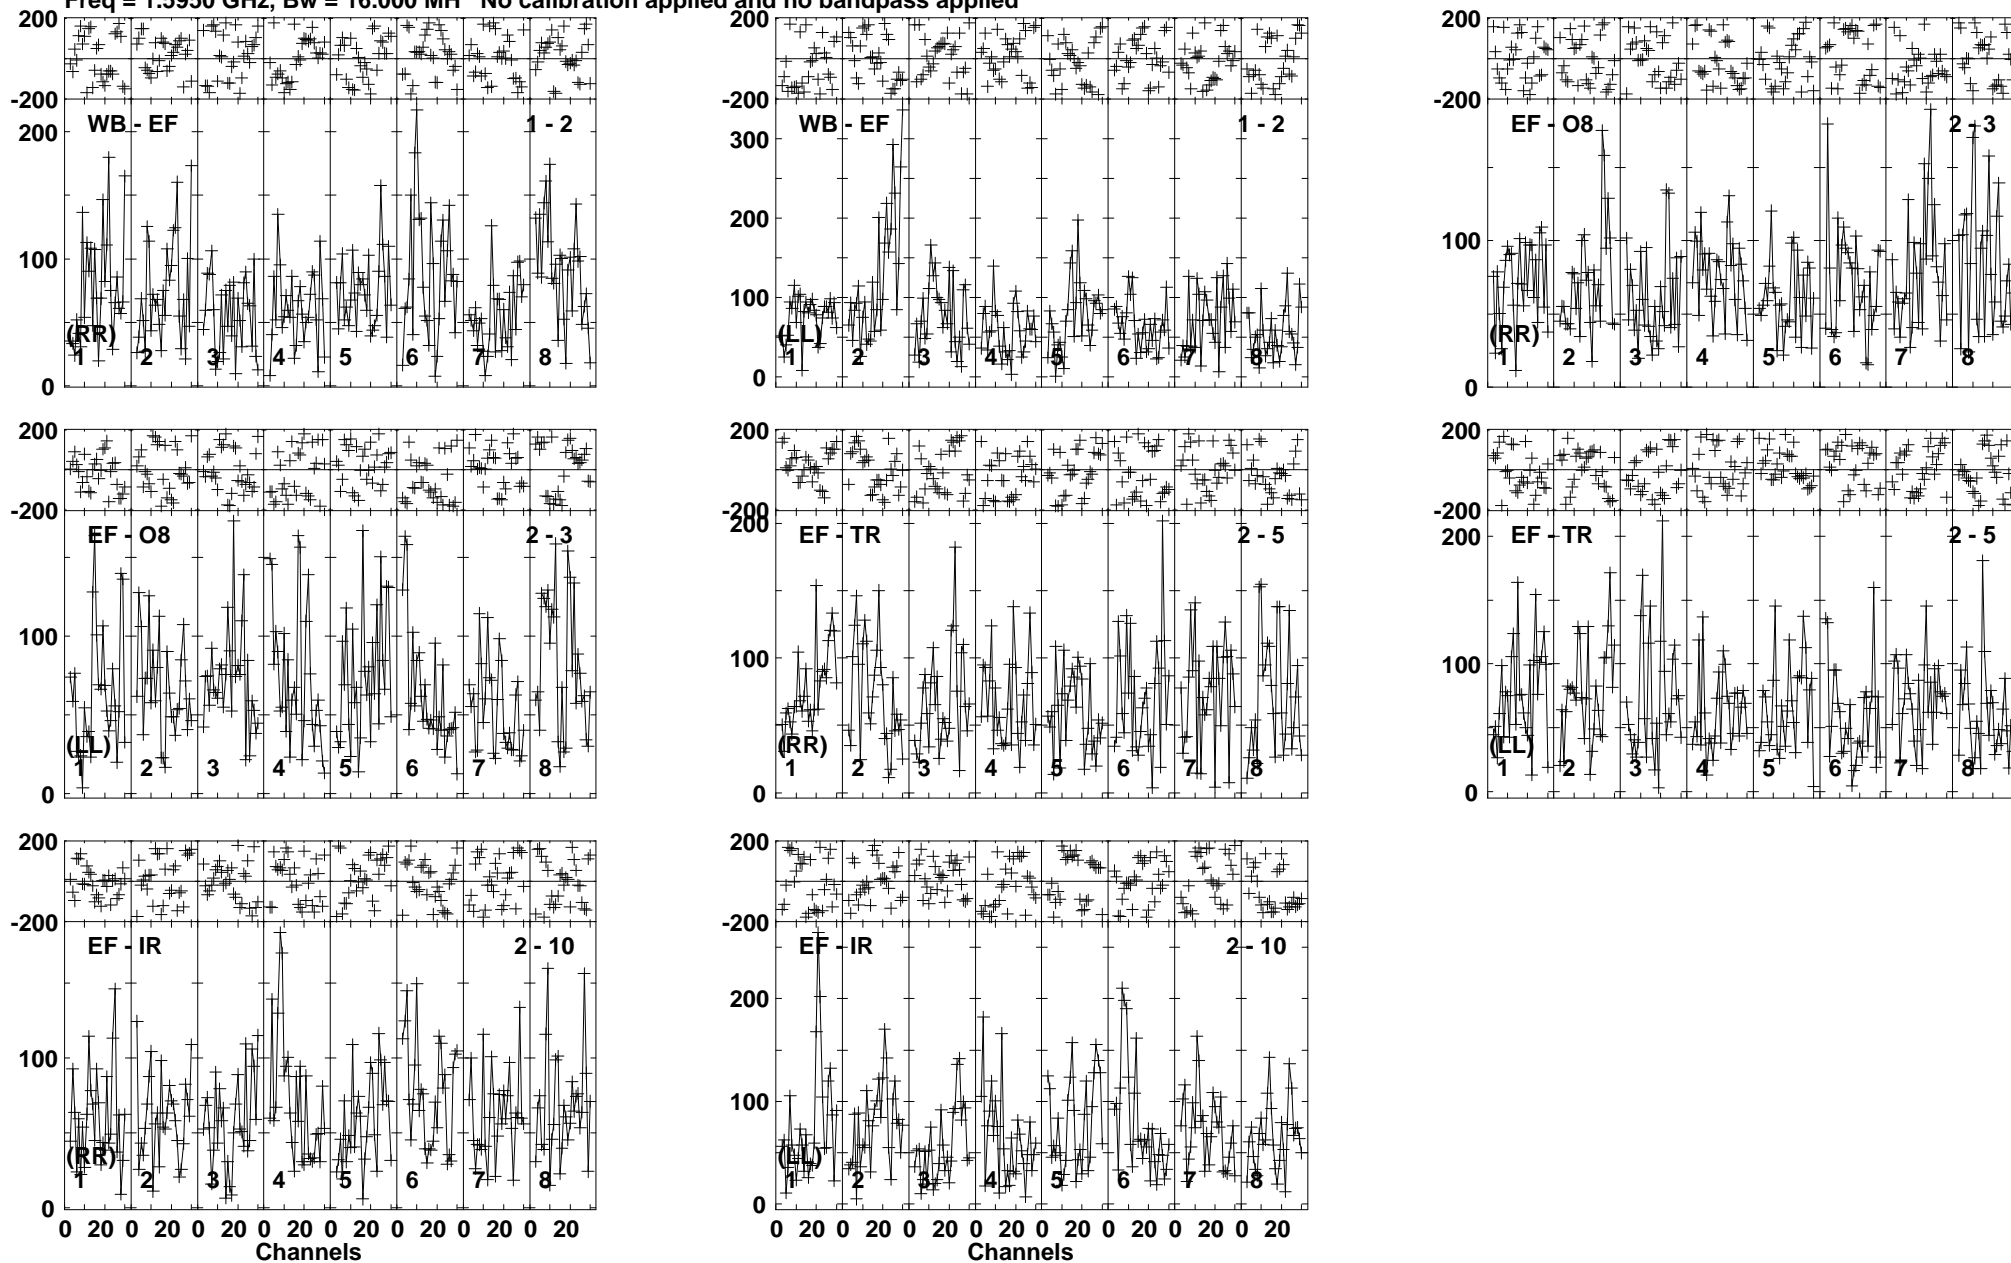 Freq = 1.5950 GHz, Bw = 16.000 MH No calibration applied and no bandpass applied
200 200 200
-200 -200 -200
WB - EF 1 - 2 WB - EF 1 - 2 EF - O8 2 - 3
200 300
200
100 100 100
(RR) (LL) (RR)
1 2 3 4 5 6 7 8 1 2 3 4 5 6 7 8 1 2 3 4 5 6 7 8
0 0 0
200 200 200
-200 -200 -200
200 200
EF - O8 2 - 3 EF - TR 2 - 5 EF - TR 2 - 5
100 100 100
(LL) (RR) (LL)
1 2 3 4 5 6 7 8 1 2 3 4 5 6 7 8 1 2 3 4 5 6 7 8
0 0 0
200 200
-200 -200
EF - IR 2 - 10 EF - IR 2 - 10
200
100 100
(RR) (LL)
1 2 3 4 5 6 7 8 1 2 3 4 5 6 7 8
0 0
0 20 0 20 0 20 0 20 0 20 0 20 0 20 0 20 0 20 0 20 0 20 0 20 0 20 0 20 0 20 0 20
Channels Channels